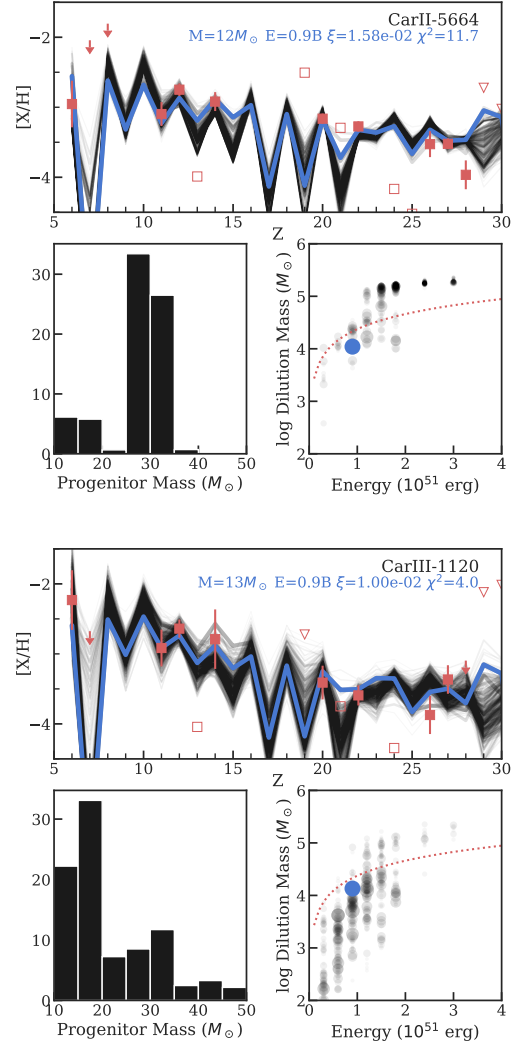 CarII-5664
M=12M⊙ E=0.9B ξ=1.58e-02 χ²=11.7
[X/H]
−2
−4
5 10 15 20 25 30
Z
30
20
10
0
10 20 30 40 50
Progenitor Mass (M⊙)
log Dilution Mass (M⊙)
6
5
4
3
2
0 1 2 3 4
Energy (10⁵¹ erg)
CarIII-1120
M=13M⊙ E=0.9B ξ=1.00e-02 χ²=4.0
[X/H]
−2
−4
5 10 15 20 25 30
Z
30
20
10
0
10 20 30 40 50
Progenitor Mass (M⊙)
log Dilution Mass (M⊙)
6
5
4
3
2
0 1 2 3 4
Energy (10⁵¹ erg)